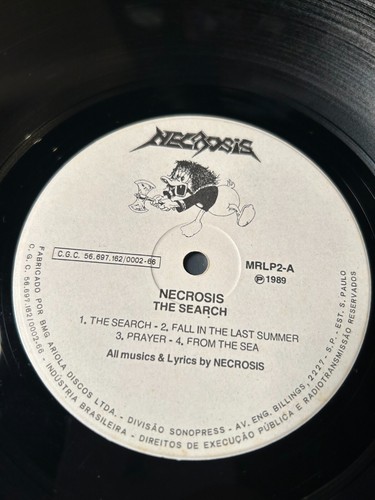 NECROSIS
C.G.C. 56.697.162/0002-66
MRLP2-A
Ⓟ 1989
NECROSIS
THE SEARCH
1. THE SEARCH - 2. FALL IN THE LAST SUMMER
3. PRAYER - 4. FROM THE SEA
All musics & Lyrics by NECROSIS
FABRICADO POR BMG ARIOLA DISCOS LTDA. - DIVISÃO SONOPRESS - AV. ENG. BILLINGS, 2227 - S.P. - EST. S. PAULO
C.G.C. 56.697.162/0002-66 - INDÚSTRIA BRASILEIRA - DIREITOS DE EXECUÇÃO PÚBLICA E RADIOTRANSMISSÃO RESERVADOS